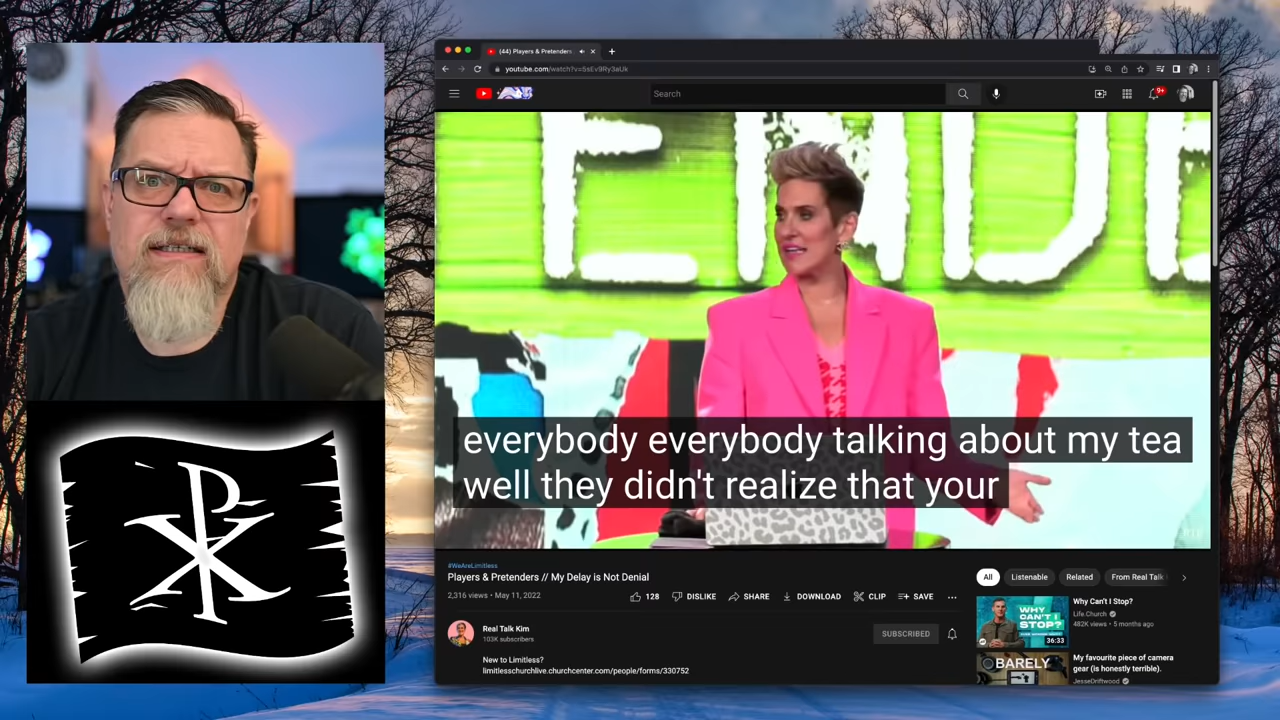 (44) Players & Pretenders
youtube.com/watch?v=5sEv9Ry3aUk
Search
9+
ENDE
everybody everybody talking about my tea
well they didn't realize that your
#WeAreLimitless
Players & Pretenders // My Delay is Not Denial
2,316 views • May 11, 2022
128
DISLIKE
SHARE
DOWNLOAD
CLIP
SAVE
Real Talk Kim
103K subscribers
SUBSCRIBED
New to Limitless?
limitlesschurchlive.churchcenter.com/people/forms/330752
All
Listenable
Related
From Real Talk
WHY
CAN'T I
STOP?
36:33
Why Can't I Stop?
Life.Church
482K views • 5 months ago
BARELY
My favourite piece of camera
gear (is honestly terrible).
JesseDriftwood